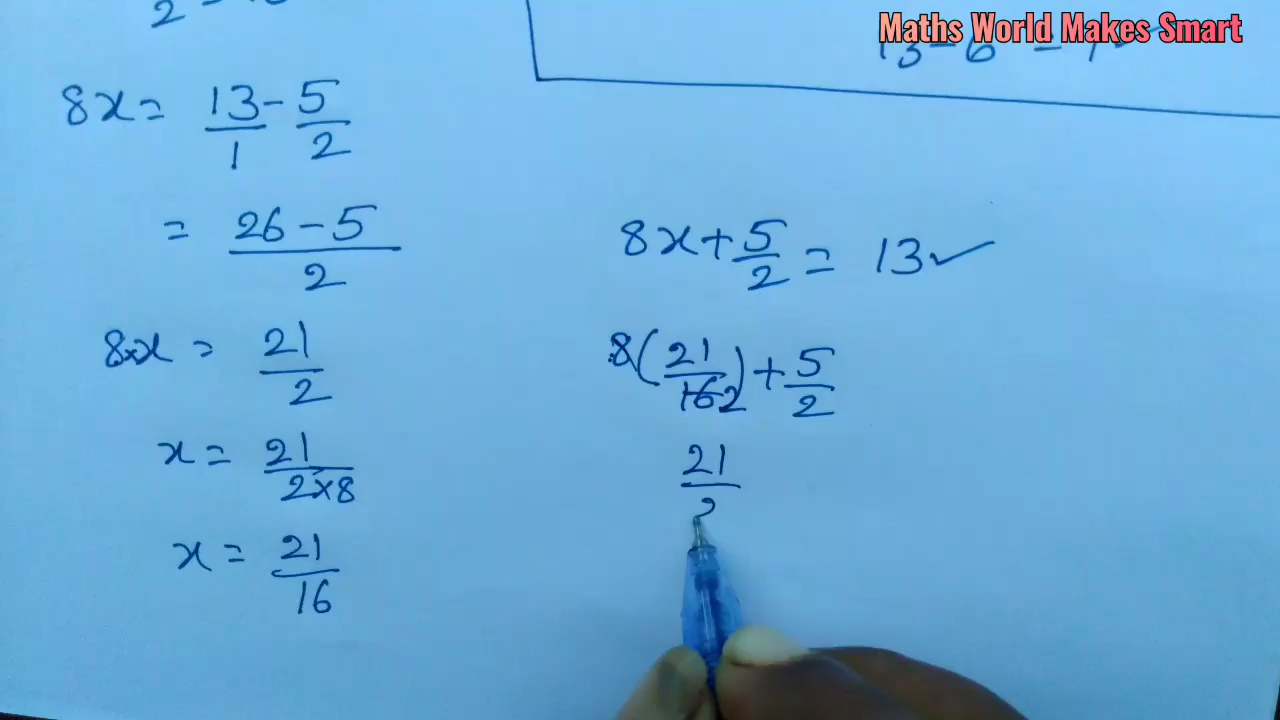 Maths World Makes Smart
8x = 13/1 - 5/2
= 26 - 5/2
8x = 21/2
x = 21/2×8
x = 21/16
8x + 5/2 = 13 ✓
8(21/16 2) + 5/2
21/2